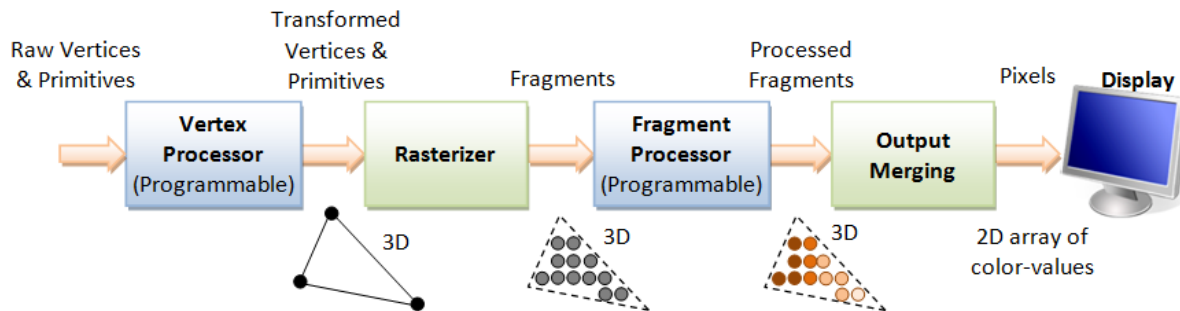 Raw Vertices
& Primitives
Vertex
Processor
(Programmable)
Transformed
Vertices &
Primitives
3D
Rasterizer
Fragments
3D
Fragment
Processor
(Programmable)
Processed
Fragments
3D
Output
Merging
Pixels
Display
2D array of
color-values